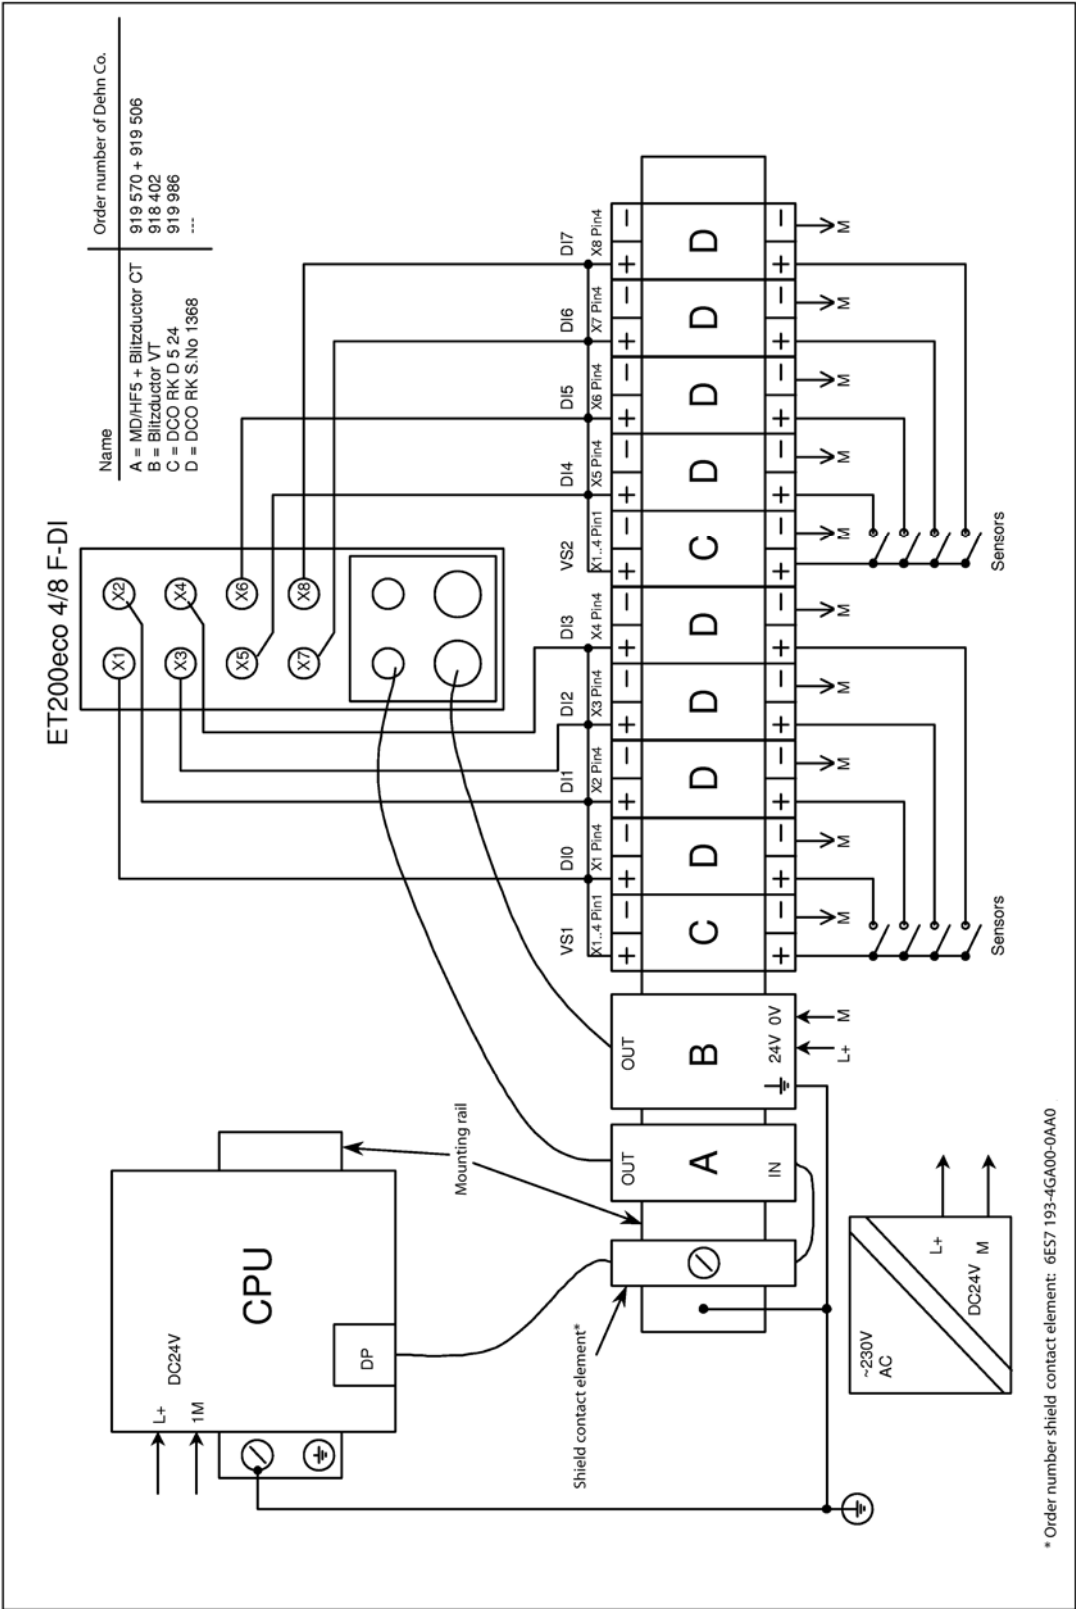 ET200eco 4/8 F-DI
Name Order number of Dehn Co.
A = MD/HF5 + Blitzductor CT 919 570 + 919 506
B = Blitzductor VT 918 402
C = DCO RK D 5 24 919 986
D = DCO RK S.No 1368 ---
X1 X2
X3 X4
X5 X6
X7 X8
CPU
DC24V
L+
1M
DP
Mounting rail
Shield contact element*
VS1 DI0 DI1 DI2 DI3 VS2 DI4 DI5 DI6 DI7
X1..4 Pin1 X1 Pin4 X2 Pin4 X3 Pin4 X4 Pin4 X1..4 Pin1 X5 Pin4 X6 Pin4 X7 Pin4 X8 Pin4
+ − + − + − + − + − + − + − + − + − + −
OUT OUT
A B C D D D D C D D D D
IN 24V 0V
+ − + − + − + − + − + − + − + − + − + −
L+ M M M M M M M M M M M
Sensors Sensors
~230V
AC
L+
DC24V M
* Order number shield contact element: 6ES7 193-4GA00-0AA0